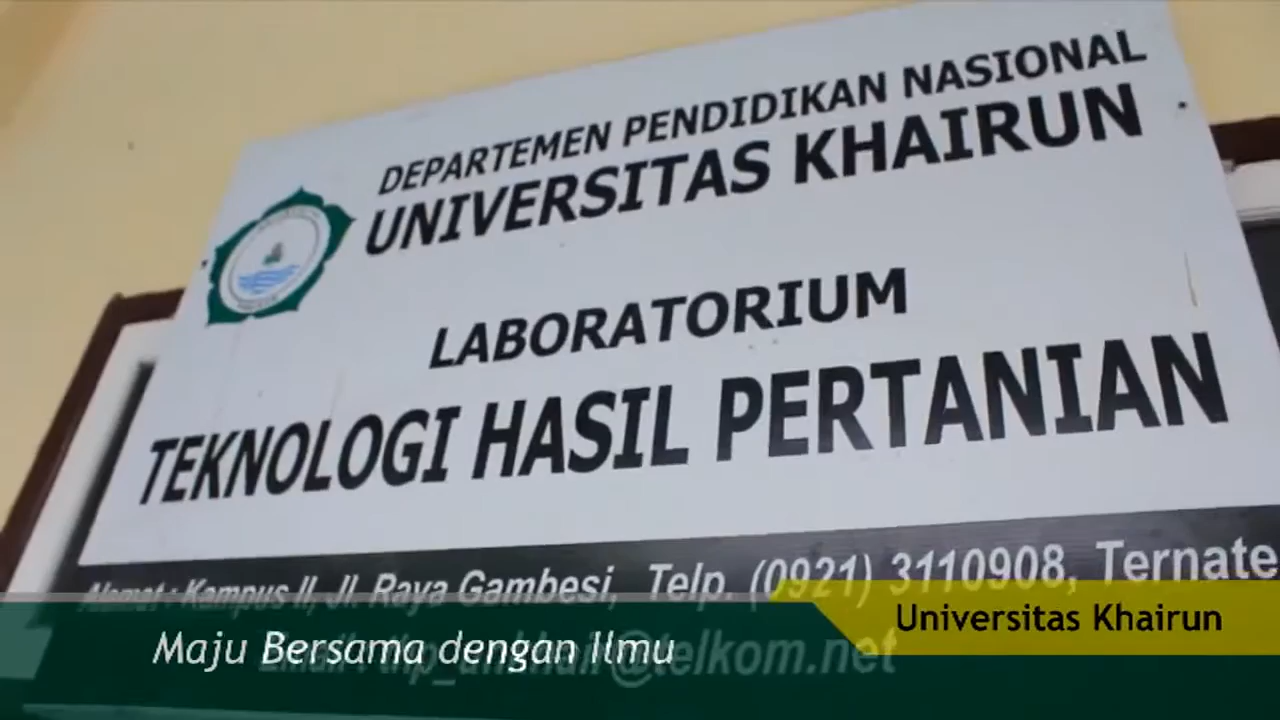 DEPARTEMEN PENDIDIKAN NASIONAL
UNIVERSITAS KHAIRUN
LABORATORIUM
TEKNOLOGI HASIL PERTANIAN
Alamat : Kampus II, Jl. Raya Gambesi, Telp. (0921) 3110908, Ternate
@telkom.net
Maju Bersama dengan Ilmu
Universitas Khairun